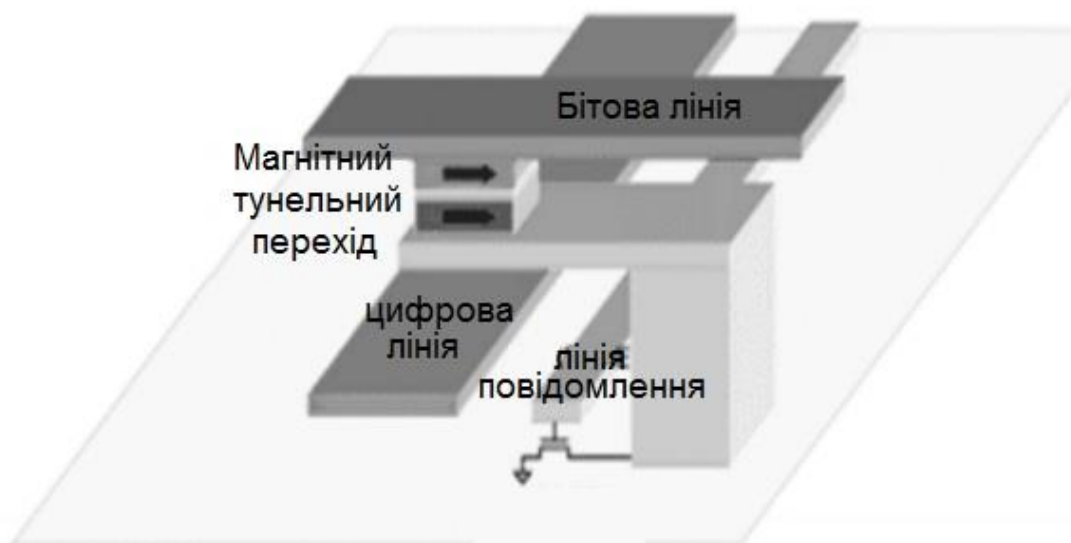 Бітова лінія
Магнітний
тунельний
перехід
цифрова
лінія
лінія
повідомлення